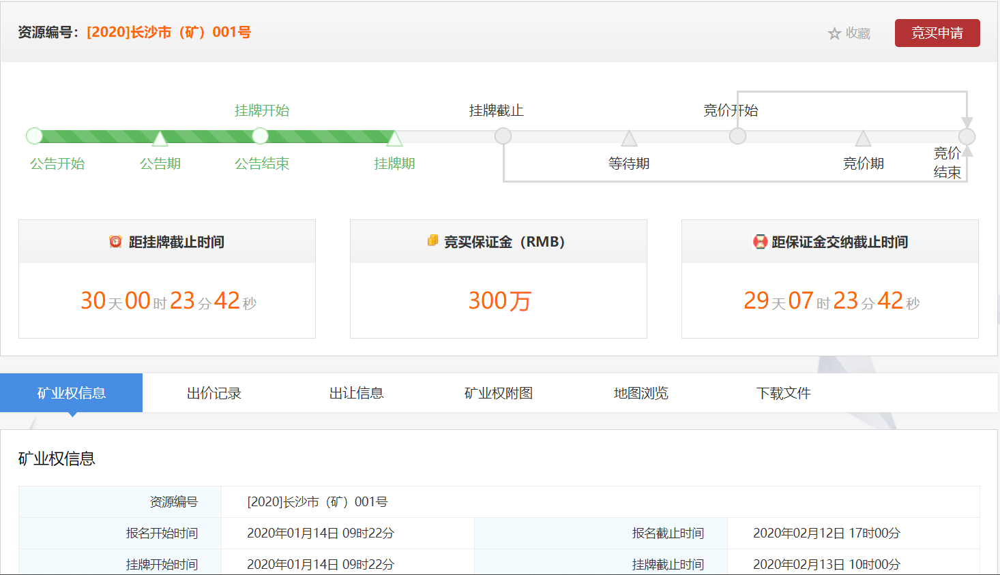 资源编号：[2020]长沙市（矿）001号
☆ 收藏
竞买申请
挂牌开始
挂牌截止
竞价开始
公告开始
公告期
公告结束
挂牌期
等待期
竞价期
竞价
结束
距挂牌截止时间
30天00时23分42秒
竞买保证金（RMB）
300万
距保证金交纳截止时间
29天07时23分42秒
矿业权信息
出价记录
出让信息
矿业权附图
地图浏览
下载文件
矿业权信息
资源编号 [2020]长沙市（矿）001号
报名开始时间 2020年01月14日 09时22分 报名截止时间 2020年02月12日 17时00分
挂牌开始时间 2020年01月14日 09时22分 挂牌截止时间 2020年02月13日 10时00分